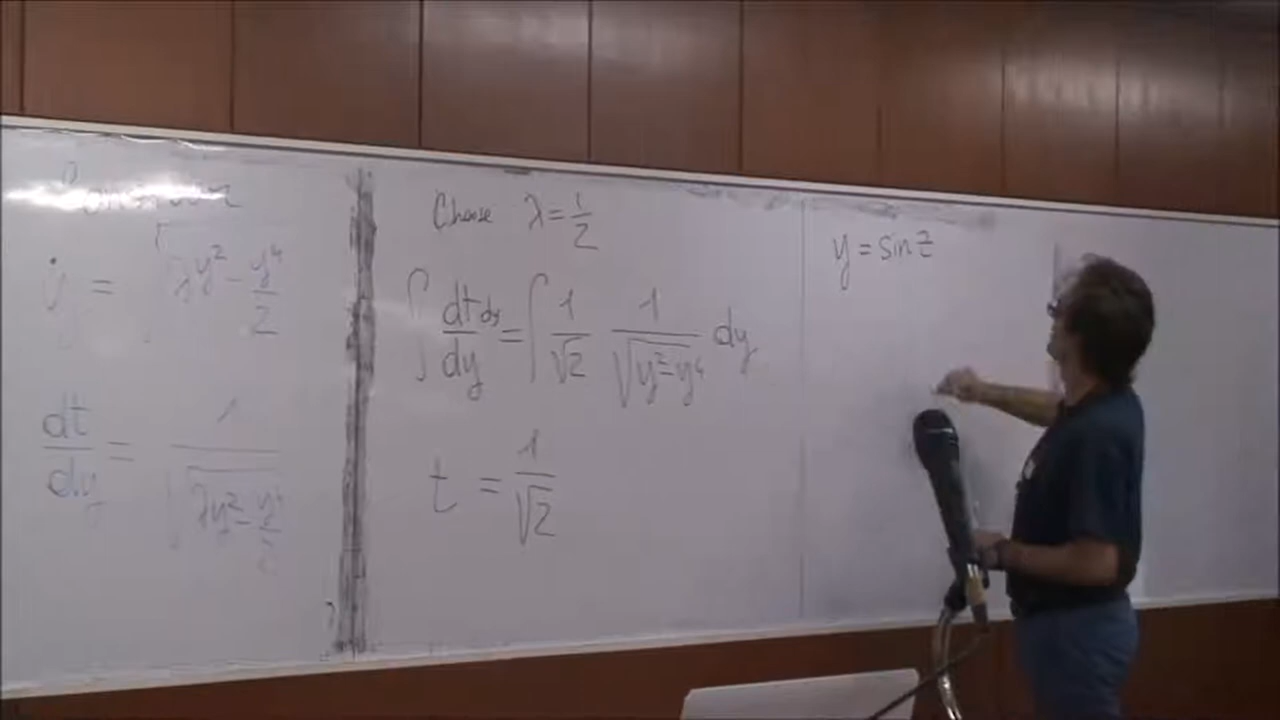 ẏ = √(λy² - y⁴/2)
dt/dy = 1/√(λy² - y⁴/2)
Choose λ = 1/2
∫ dt/dy dy = ∫ 1/√2 1/√(y² - y⁴) dy
t = 1/√2
y = sin z